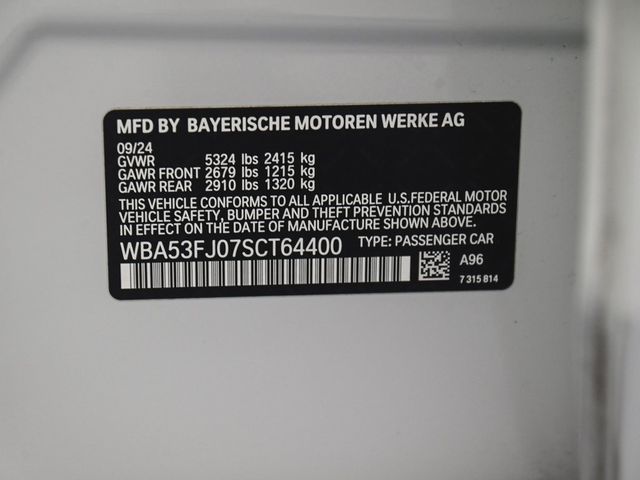 MFD BY BAYERISCHE MOTOREN WERKE AG
09/24
GVWR 5324 lbs 2415 kg
GAWR FRONT 2679 lbs 1215 kg
GAWR REAR 2910 lbs 1320 kg
THIS VEHICLE CONFORMS TO ALL APPLICABLE U.S.FEDERAL MOTOR
VEHICLE SAFETY, BUMPER AND THEFT PREVENTION STANDARDS IN
EFFECT ON THE DATE OF MANUFACTURE SHOWN ABOVE.
WBA53FJ07SCT64400 TYPE: PASSENGER CAR
A96
7 315 814